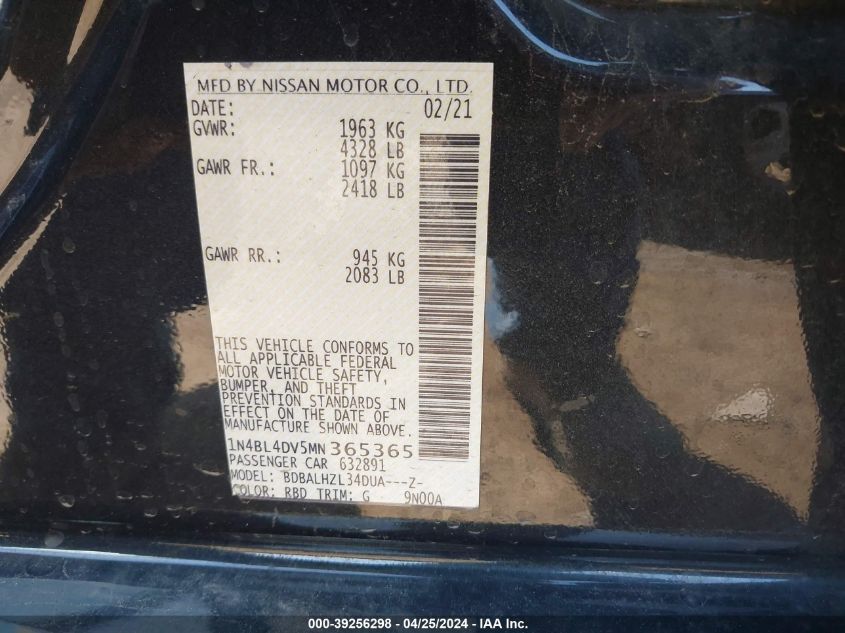 MFD BY NISSAN MOTOR CO., LTD.
DATE: 02/21
GVWR: 1963 KG
4328 LB
GAWR FR.: 1097 KG
2418 LB
GAWR RR.: 945 KG
2083 LB
THIS VEHICLE CONFORMS TO
ALL APPLICABLE FEDERAL
MOTOR VEHICLE SAFETY,
BUMPER, AND THEFT
PREVENTION STANDARDS IN
EFFECT ON THE DATE OF
MANUFACTURE SHOWN ABOVE.
1N4BL4DV5MN365365
PASSENGER CAR 632891
MODEL: BDBALHZL34DUA---Z-
COLOR: RBD TRIM: G 9N00A
000-39256298 - 04/25/2024 - IAA Inc.